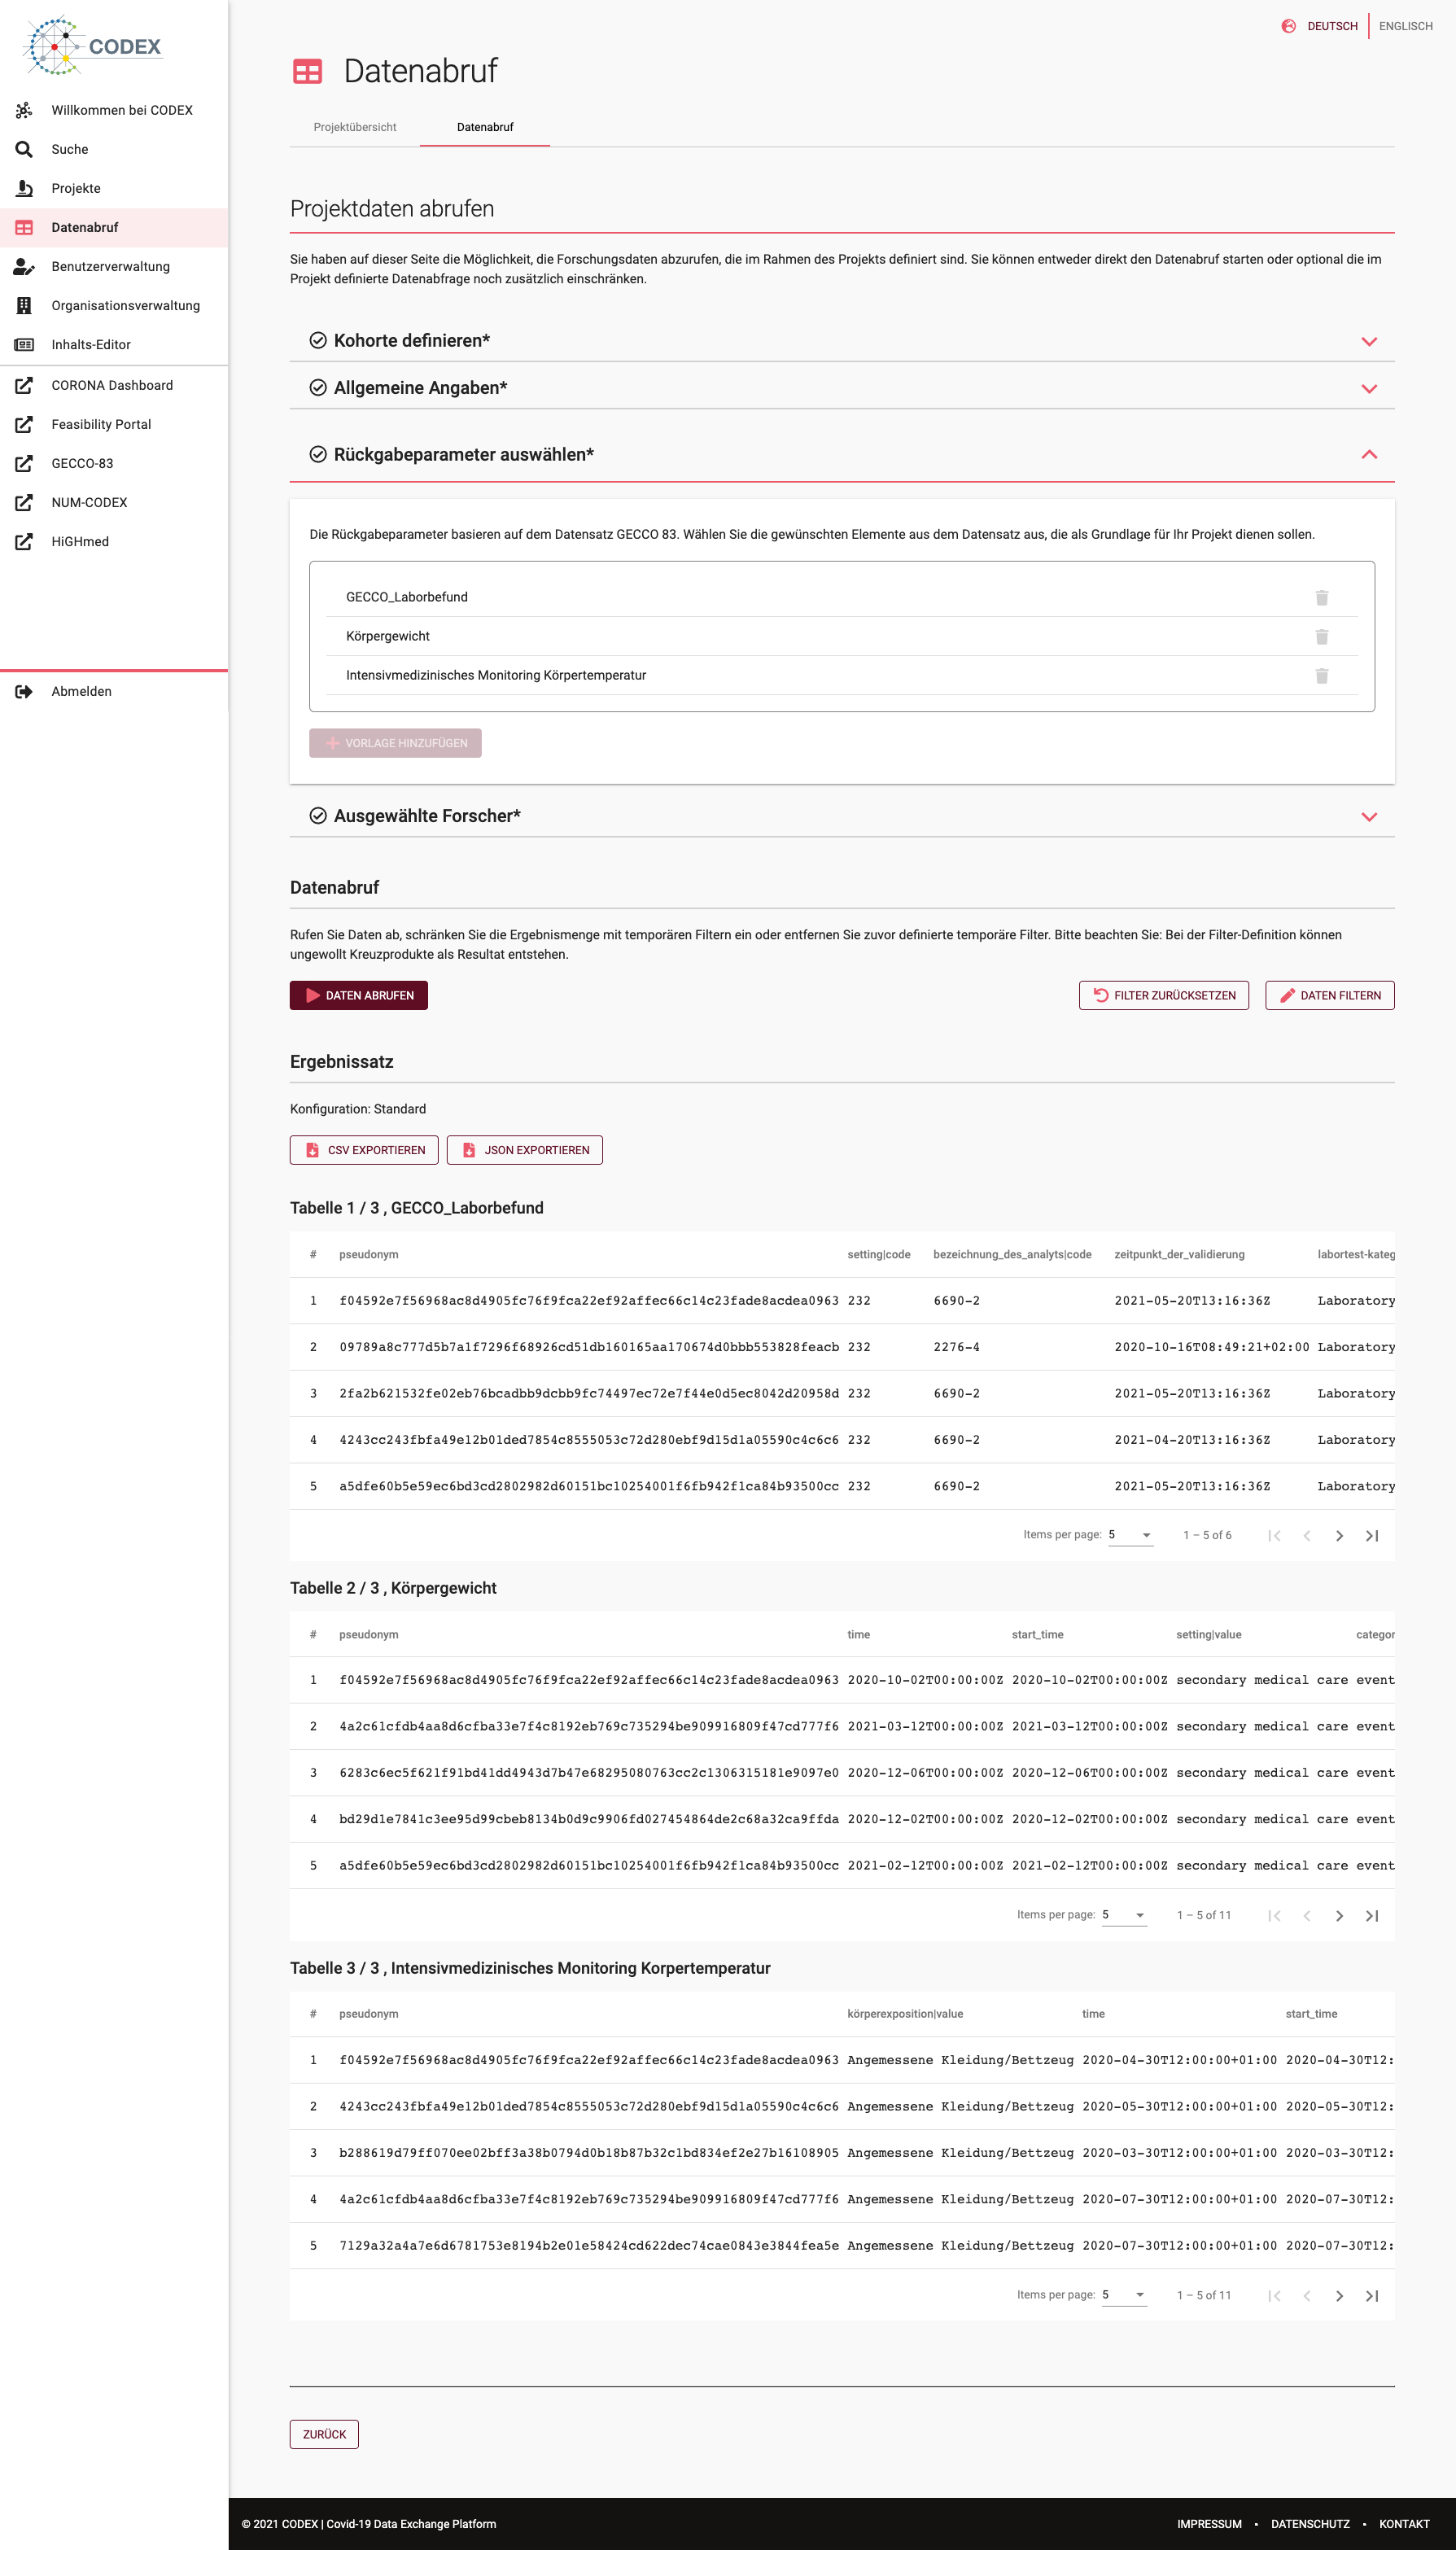 CODEX
DEUTSCH
ENGLISCH
Willkommen bei CODEX
Suche
Projekte
Datenabruf
Benutzerverwaltung
Organisationsverwaltung
Inhalts-Editor
CORONA Dashboard
Feasibility Portal
GECCO-83
NUM-CODEX
HiGHmed
Abmelden
Datenabruf
Projektübersicht Datenabruf
Projektdaten abrufen
Sie haben auf dieser Seite die Möglichkeit, die Forschungsdaten abzurufen, die im Rahmen des Projekts definiert sind. Sie können entweder direkt den Datenabruf starten oder optional die im
Projekt definierte Datenabfrage noch zusätzlich einschränken.
Kohorte definieren*
Allgemeine Angaben*
Rückgabeparameter auswählen*
Die Rückgabeparameter basieren auf dem Datensatz GECCO 83. Wählen Sie die gewünschten Elemente aus dem Datensatz aus, die als Grundlage für Ihr Projekt dienen sollen.
GECCO_Laborbefund
Körpergewicht
Intensivmedizinisches Monitoring Körpertemperatur
VORLAGE HINZUFÜGEN
Ausgewählte Forscher*
Datenabruf
Rufen Sie Daten ab, schränken Sie die Ergebnismenge mit temporären Filtern ein oder entfernen Sie zuvor definierte temporäre Filter. Bitte beachten Sie: Bei der Filter-Definition können
ungewollt Kreuzprodukte als Resultat entstehen.
DATEN ABRUFEN FILTER ZURÜCKSETZEN DATEN FILTERN
Ergebnissatz
Konfiguration: Standard
CSV EXPORTIEREN JSON EXPORTIEREN
Tabelle 1 / 3 , GECCO_Laborbefund
# pseudonym setting|code bezeichnung_des_analyts|code zeitpunkt_der_validierung labortest-kateg
1 f04592e7f56968ac8d4905fc76f9fca22ef92affec66c14c23fade8acdea0963 232 6690-2 2021-05-20T13:16:36Z Laboratory
2 09789a8c777d5b7a1f7296f68926cd51db160165aa170674d0bbb553828feacb 232 2276-4 2020-10-16T08:49:21+02:00 Laboratory
3 2fa2b621532fe02eb76bcadbb9dcbb9fc74497ec72e7f44e0d5ec8042d20958d 232 6690-2 2021-05-20T13:16:36Z Laboratory
4 4243cc243fbfa49e12b01ded7854c8555053c72d280ebf9d15d1a05590c4c6c6 232 6690-2 2021-04-20T13:16:36Z Laboratory
5 a5dfe60b5e59ec6bd3cd2802982d60151bc10254001f6fb942f1ca84b93500cc 232 6690-2 2021-05-20T13:16:36Z Laboratory
Items per page: 5 1 – 5 of 6
Tabelle 2 / 3 , Körpergewicht
# pseudonym time start_time setting|value categor
1 f04592e7f56968ac8d4905fc76f9fca22ef92affec66c14c23fade8acdea0963 2020-10-02T00:00:00Z 2020-10-02T00:00:00Z secondary medical care event
2 4a2c61cfdb4aa8d6cfba33e7f4c8192eb769c735294be909916809f47cd777f6 2021-03-12T00:00:00Z 2021-03-12T00:00:00Z secondary medical care event
3 6283c6ec5f621f91bd41dd4943d7b47e68295080763cc2c1306315181e9097e0 2020-12-06T00:00:00Z 2020-12-06T00:00:00Z secondary medical care event
4 bd29d1e7841c3ee95d99cbeb8134b0d9c9906fd027454864de2c68a32ca9ffda 2020-12-02T00:00:00Z 2020-12-02T00:00:00Z secondary medical care event
5 a5dfe60b5e59ec6bd3cd2802982d60151bc10254001f6fb942f1ca84b93500cc 2021-02-12T00:00:00Z 2021-02-12T00:00:00Z secondary medical care event
Items per page: 5 1 – 5 of 11
Tabelle 3 / 3 , Intensivmedizinisches Monitoring Korpertemperatur
# pseudonym körperexposition|value time start_time
1 f04592e7f56968ac8d4905fc76f9fca22ef92affec66c14c23fade8acdea0963 Angemessene Kleidung/Bettzeug 2020-04-30T12:00:00+01:00 2020-04-30T12:
2 4243cc243fbfa49e12b01ded7854c8555053c72d280ebf9d15d1a05590c4c6c6 Angemessene Kleidung/Bettzeug 2020-05-30T12:00:00+01:00 2020-05-30T12:
3 b288619d79ff070ee02bff3a38b0794d0b18b87b32c1bd834ef2e27b16108905 Angemessene Kleidung/Bettzeug 2020-03-30T12:00:00+01:00 2020-03-30T12:
4 4a2c61cfdb4aa8d6cfba33e7f4c8192eb769c735294be909916809f47cd777f6 Angemessene Kleidung/Bettzeug 2020-07-30T12:00:00+01:00 2020-07-30T12:
5 7129a32a4a7e6d6781753e8194b2e01e58424cd622dec74cae0843e3844fea5e Angemessene Kleidung/Bettzeug 2020-07-30T12:00:00+01:00 2020-07-30T12:
Items per page: 5 1 – 5 of 11
ZURÜCK
© 2021 CODEX | Covid-19 Data Exchange Platform IMPRESSUM • DATENSCHUTZ • KONTAKT